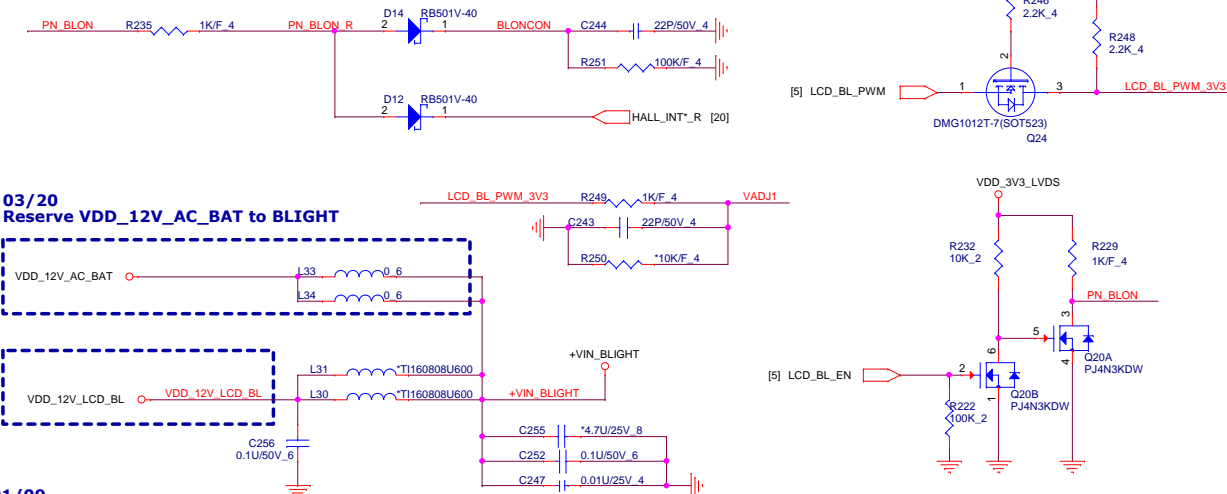 PN_BLON
R235
1K/F_4
PN_BLON_R
D14
RB501V-40
2
1
BLONCON
C244
22P/50V_4
R251
100K/F_4
D12
RB501V-40
2
1
HALL_INT*_R [20]
R246
2.2K_4
R248
2.2K_4
2
[5] LCD_BL_PWM
1
3
LCD_BL_PWM_3V3
DMG1012T-7(SOT523)
Q24
03/20
Reserve VDD_12V_AC_BAT to BLIGHT
LCD_BL_PWM_3V3
R249
1K/F_4
VADJ1
C243
22P/50V_4
R250
*10K/F_4
VDD_12V_AC_BAT
L33
0_6
L34
0_6
VDD_12V_LCD_BL
VDD_12V_LCD_BL
L31
*TI160808U600
L30
*TI160808U600
+VIN_BLIGHT
+VIN_BLIGHT
C256
0.1U/50V_6
C255
*4.7U/25V_8
C252
0.1U/50V_6
C247
0.01U/25V_4
VDD_3V3_LVDS
R232
10K_2
R229
1K/F_4
PN_BLON
3
5
4
Q20A
PJ4N3KDW
6
[5] LCD_BL_EN
2
1
Q20B
PJ4N3KDW
R222
100K_2